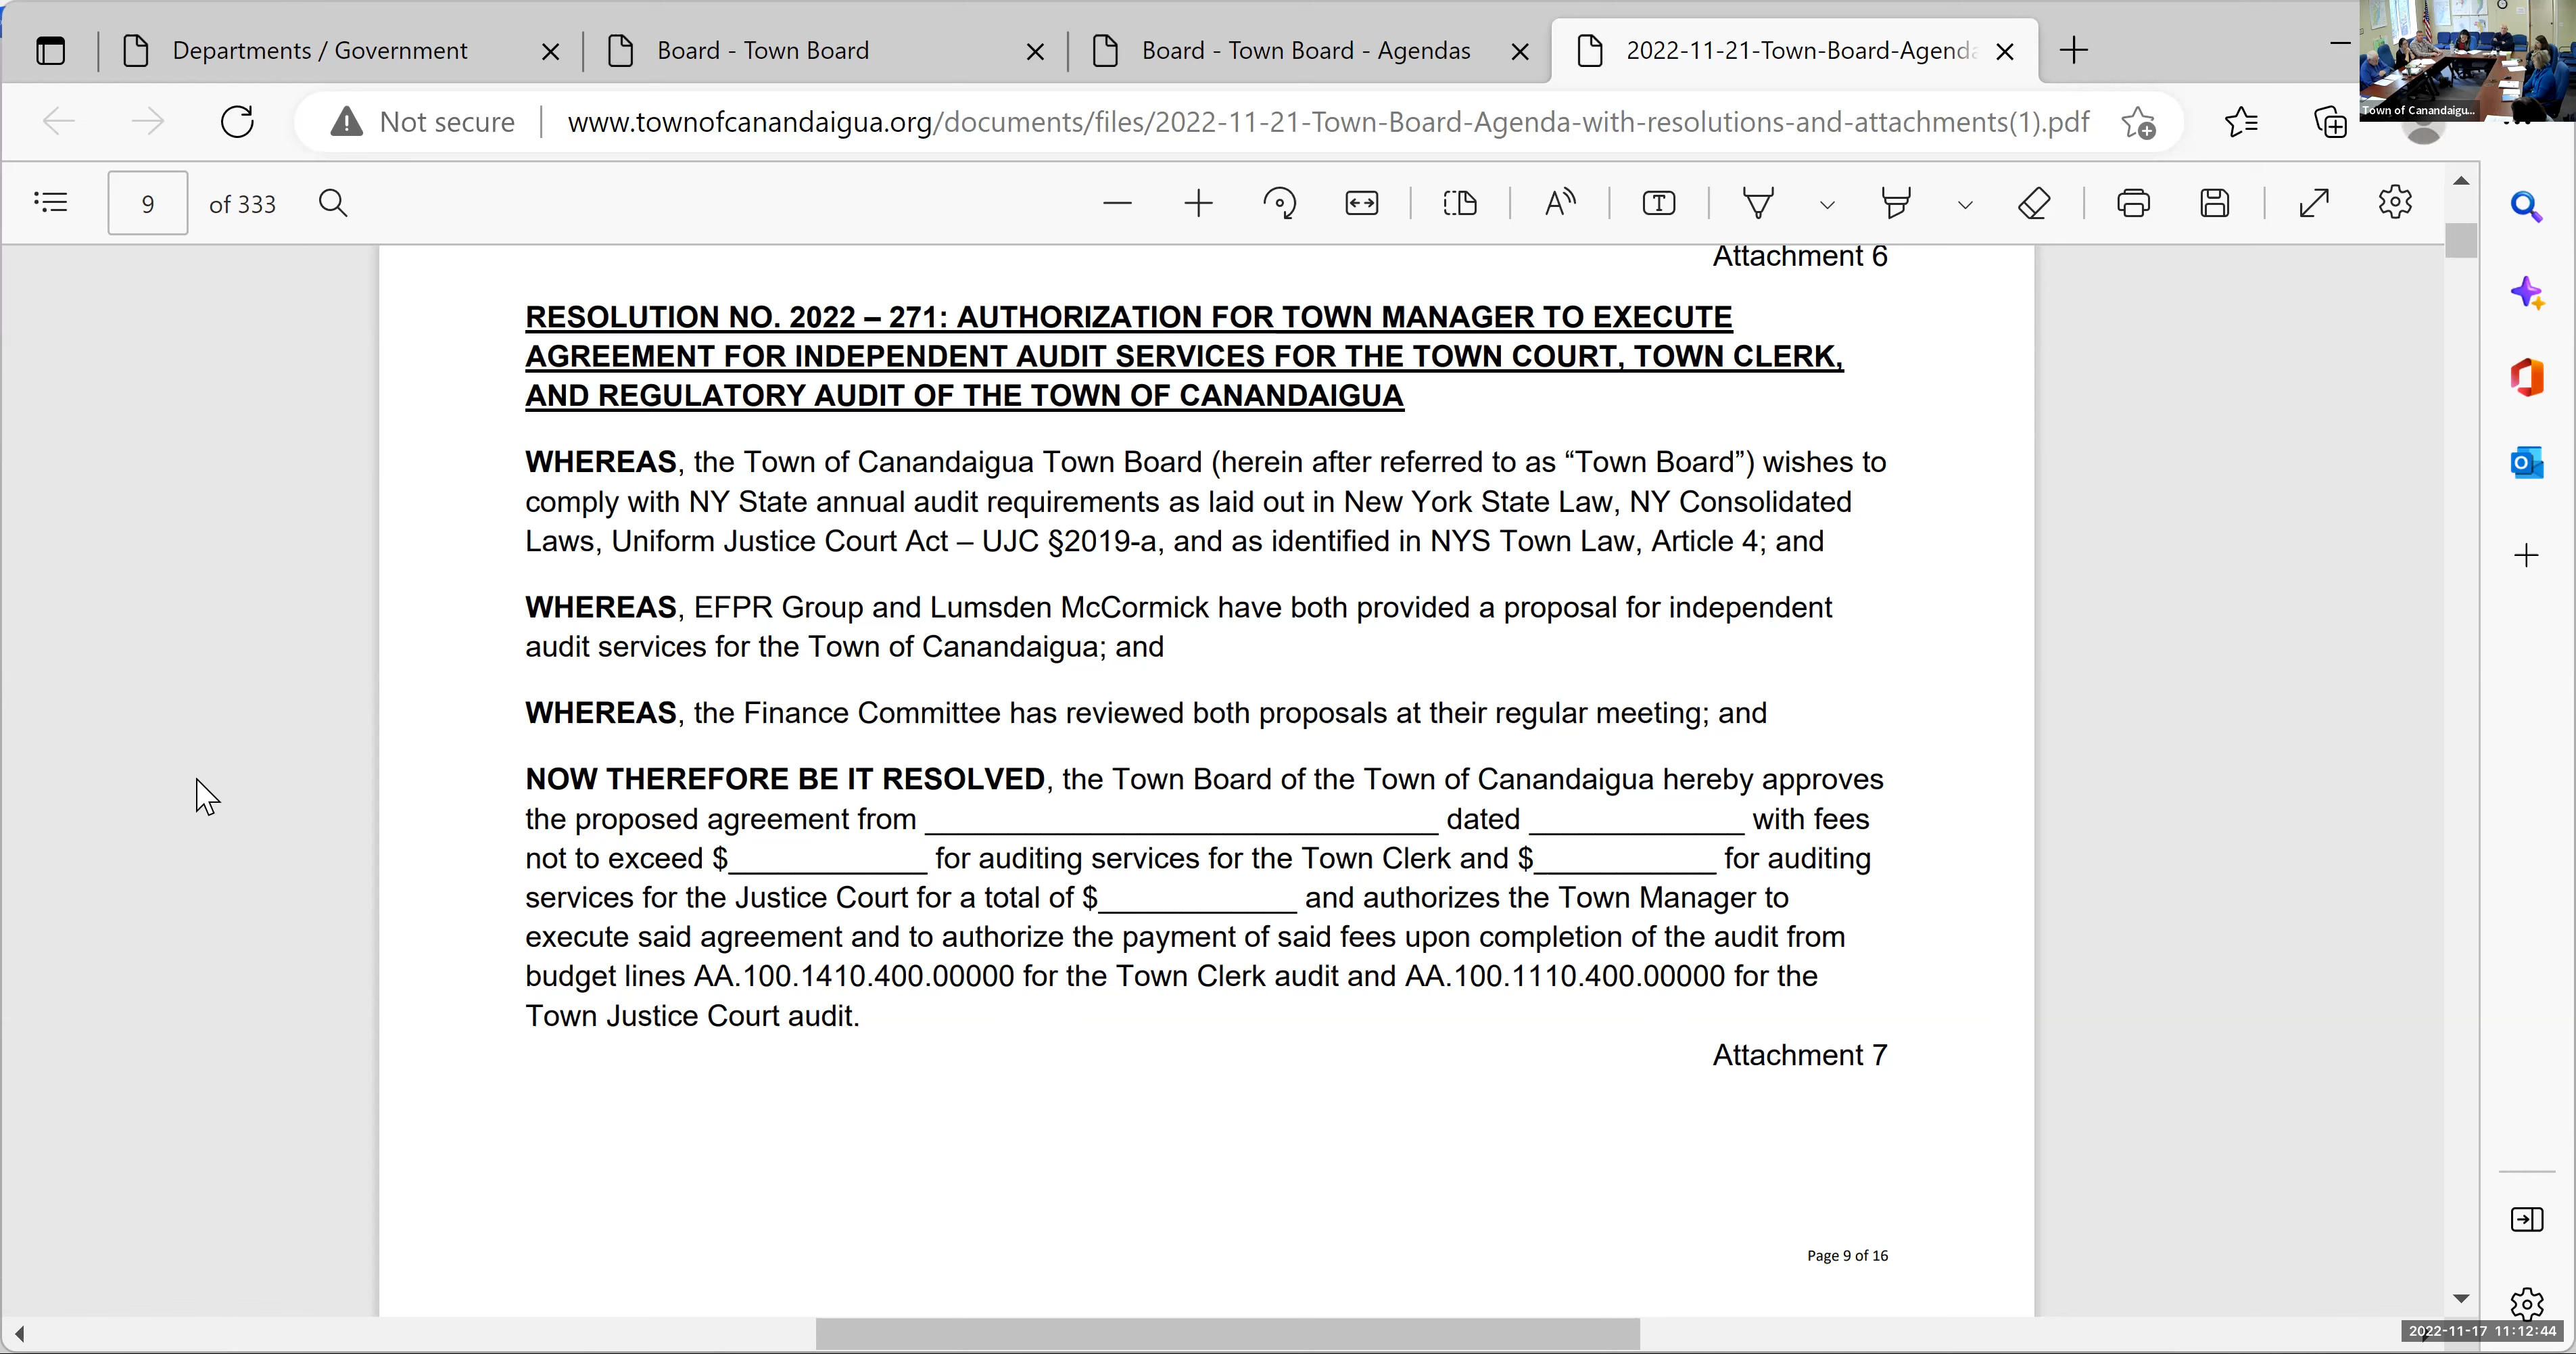 Departments / Government
Board - Town Board
Board - Town Board - Agendas
2022-11-21-Town-Board-Agenda
Town of Canandaigu...
Not secure
www.townofcanandaigua.org/documents/files/2022-11-21-Town-Board-Agenda-with-resolutions-and-attachments(1).pdf
9 of 333
Attachment 6
RESOLUTION NO. 2022 – 271: AUTHORIZATION FOR TOWN MANAGER TO EXECUTE
AGREEMENT FOR INDEPENDENT AUDIT SERVICES FOR THE TOWN COURT, TOWN CLERK,
AND REGULATORY AUDIT OF THE TOWN OF CANANDAIGUA
WHEREAS, the Town of Canandaigua Town Board (herein after referred to as “Town Board”) wishes to
comply with NY State annual audit requirements as laid out in New York State Law, NY Consolidated
Laws, Uniform Justice Court Act – UJC §2019-a, and as identified in NYS Town Law, Article 4; and
WHEREAS, EFPR Group and Lumsden McCormick have both provided a proposal for independent
audit services for the Town of Canandaigua; and
WHEREAS, the Finance Committee has reviewed both proposals at their regular meeting; and
NOW THEREFORE BE IT RESOLVED, the Town Board of the Town of Canandaigua hereby approves
the proposed agreement from ______________________________ dated _____________ with fees
not to exceed $____________ for auditing services for the Town Clerk and $___________ for auditing
services for the Justice Court for a total of $____________ and authorizes the Town Manager to
execute said agreement and to authorize the payment of said fees upon completion of the audit from
budget lines AA.100.1410.400.00000 for the Town Clerk audit and AA.100.1110.400.00000 for the
Town Justice Court audit.
Attachment 7
Page 9 of 16
2022-11-17 11:12:44